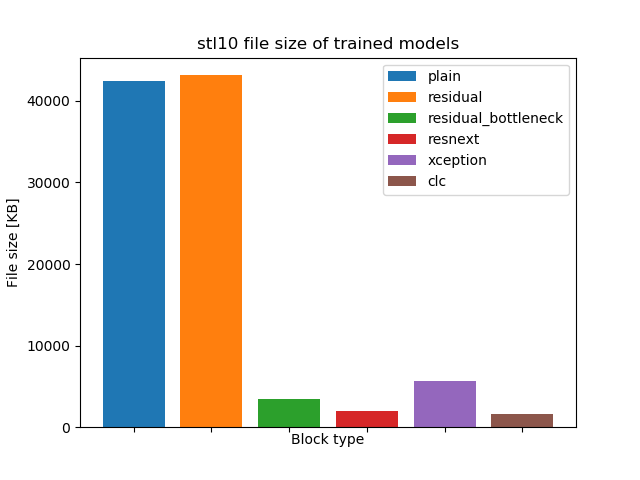 stl10 file size of trained models
File size [KB]
40000
30000
20000
10000
0
plain
residual
residual_bottleneck
resnext
xception
clc
Block type